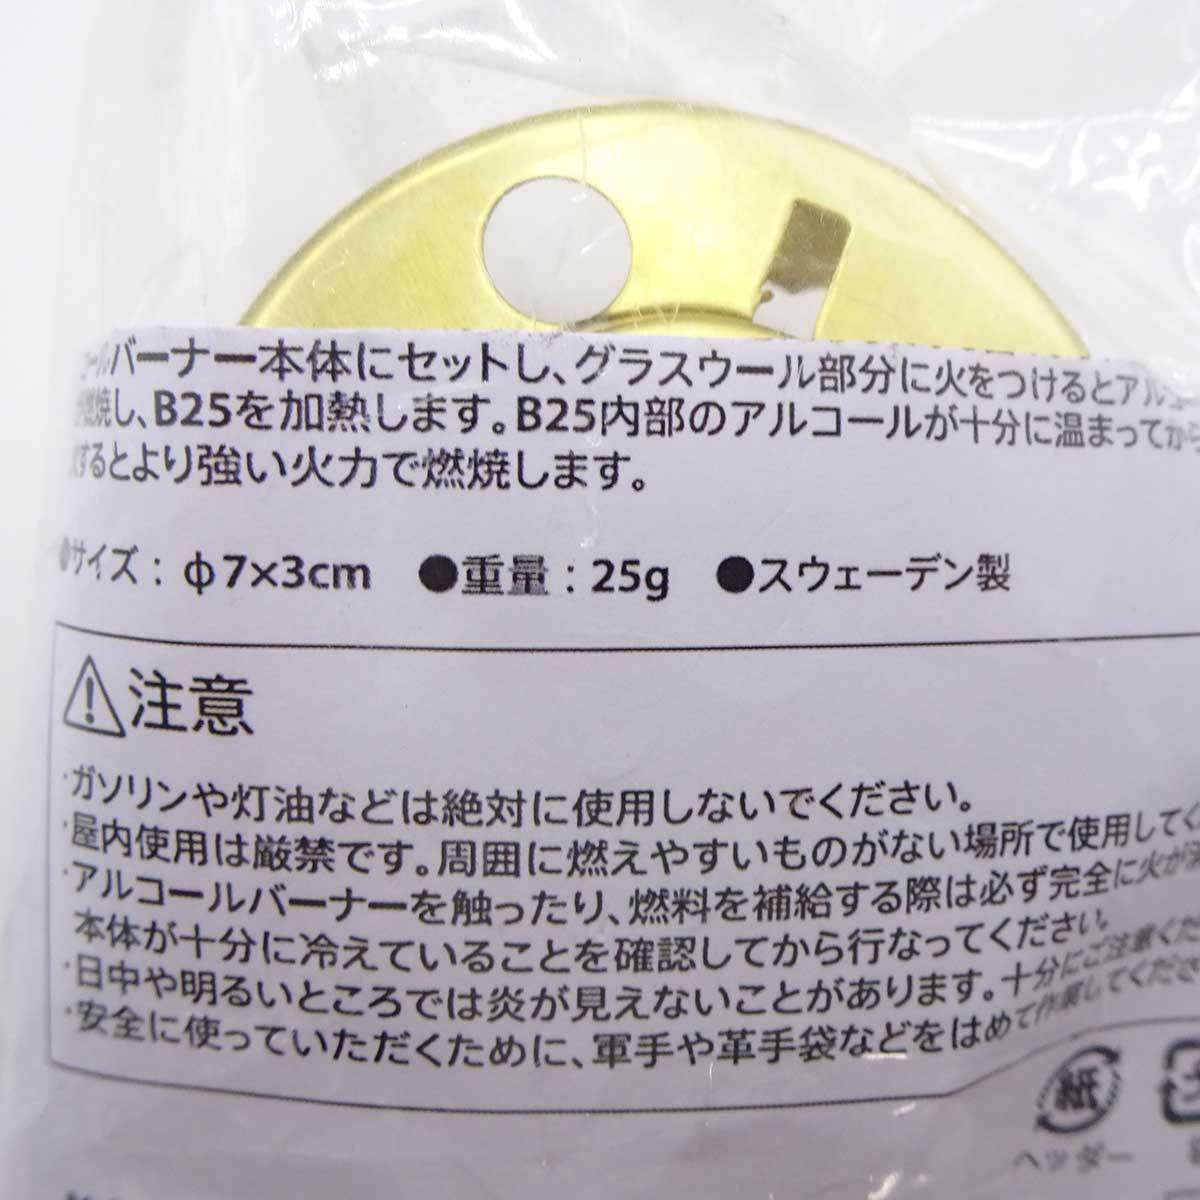 コールバーナー本体にセットし、グラスウール部分に火をつけるとアルコー
燃焼し、B25を加熱します。B25内部のアルコールが十分に温まってから
するとより強い火力で燃焼します。
●サイズ：φ7×3cm ●重量：25g ●スウェーデン製
注意
・ガソリンや灯油などは絶対に使用しないでください。
・屋内使用は厳禁です。周囲に燃えやすいものがない場所で使用してく
・アルコールバーナーを触ったり、燃料を補給する際は必ず完全に火が
本体が十分に冷えていることを確認してから行なってください。
・日中や明るいところでは炎が見えないことがあります。十分にご注意くだ
・安全に使っていただくために、軍手や革手袋などをはめて作業してくださ
紙
ヘッダー